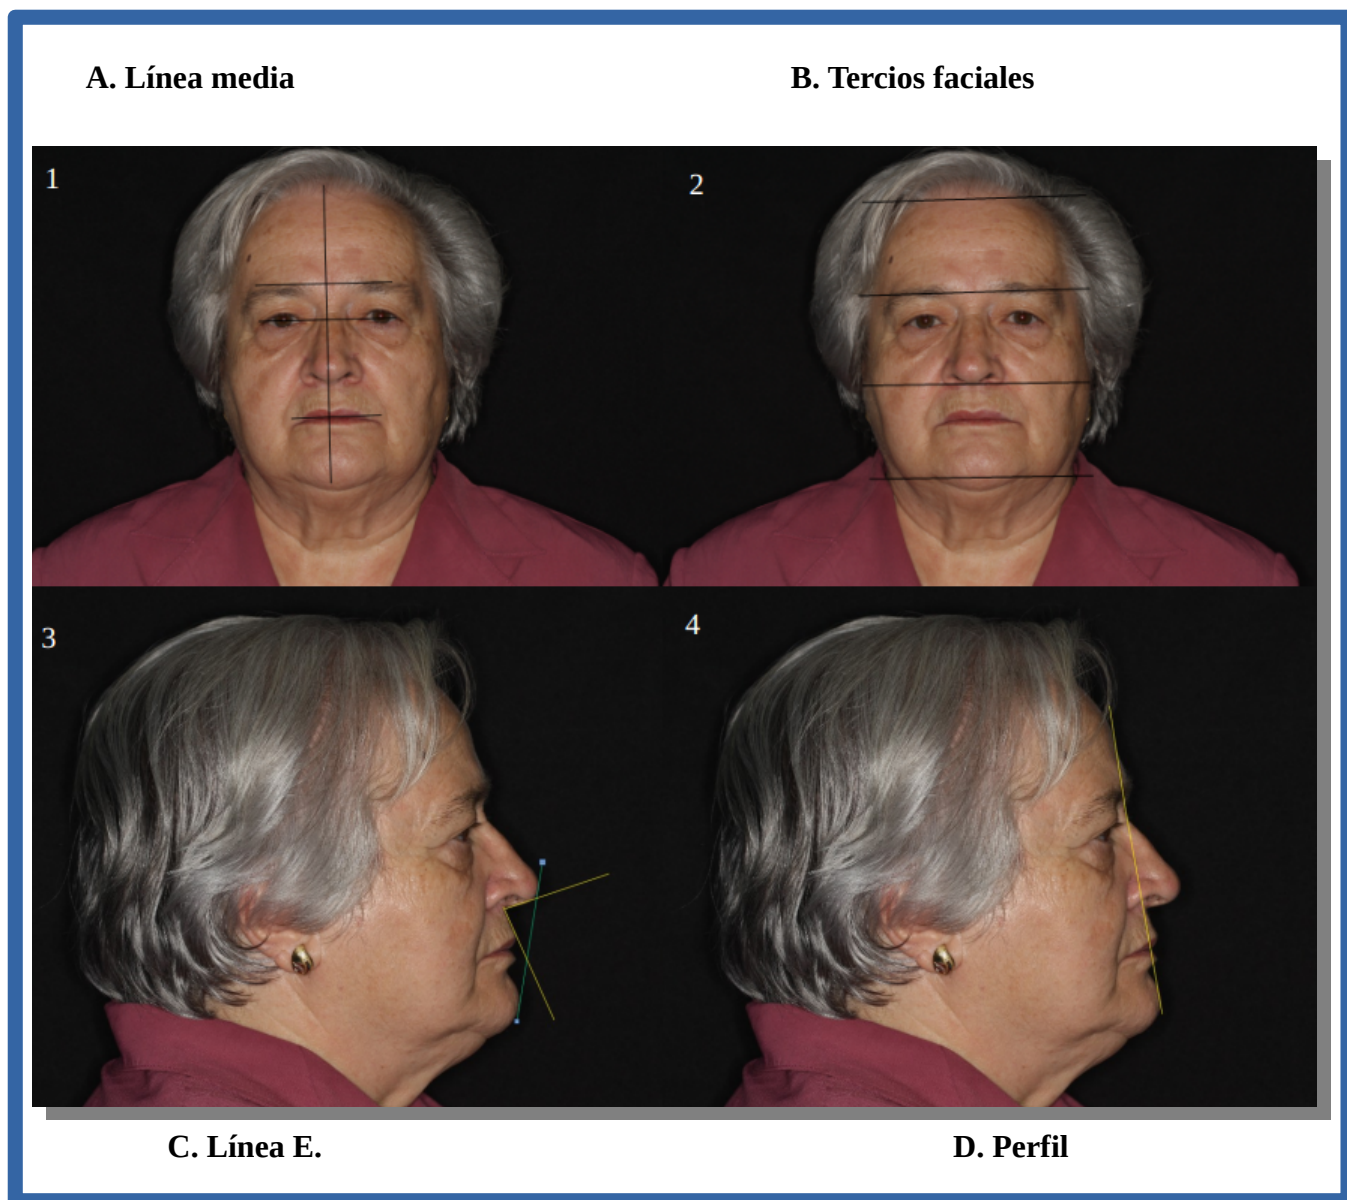 A. Línea media
B. Tercios faciales
1
2
3
4
C. Línea E.
D. Perfil